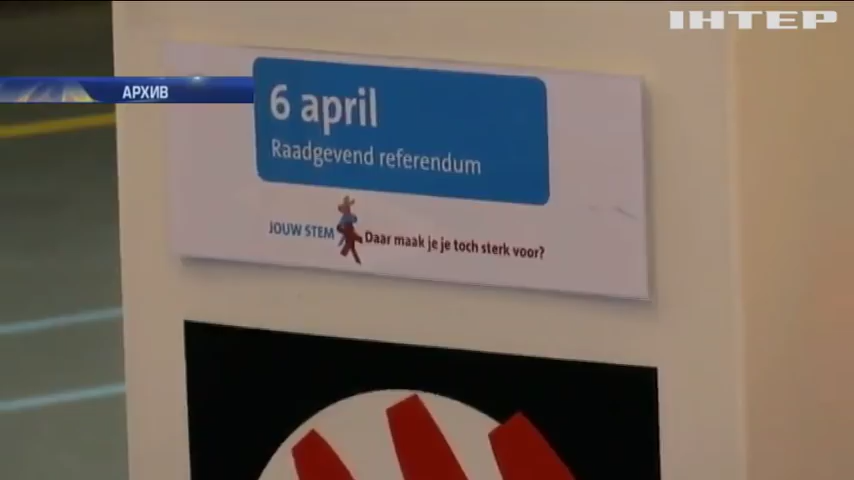 ІНТЕР
АРХИВ
6 april
Raadgevend referendum
JOUW STEM Daar maak je je toch sterk voor?